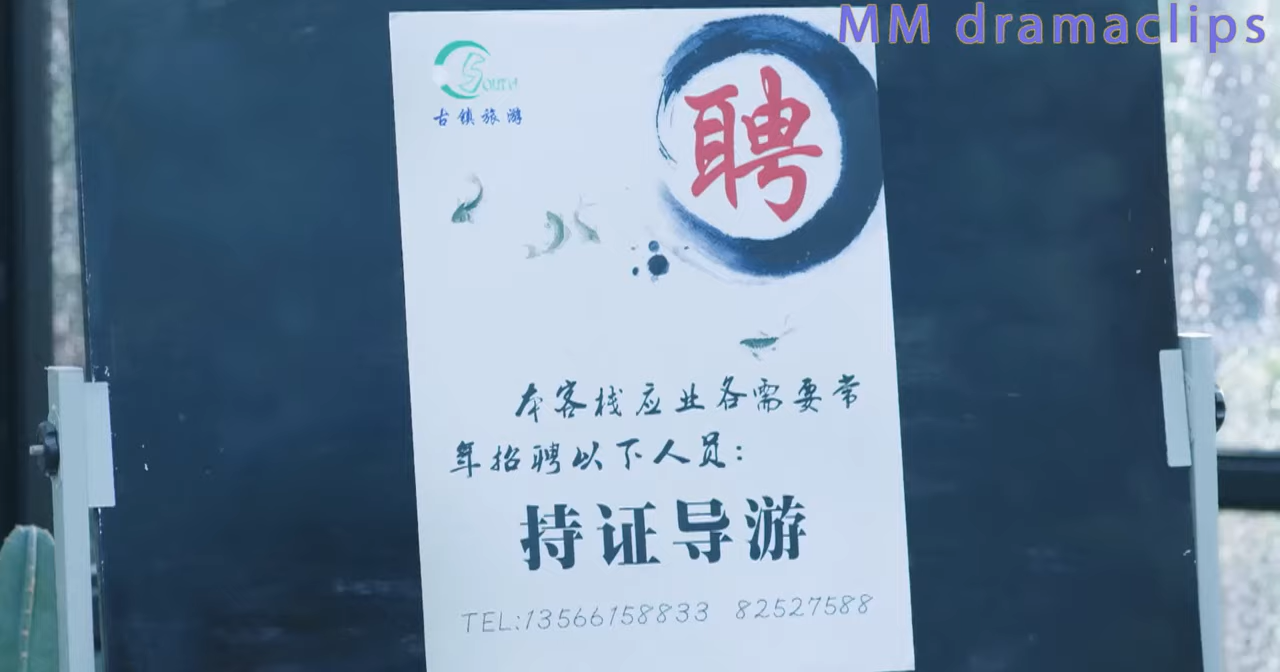 MM dramaclips
SOUTH
古镇旅游
聘
本客栈应业各需要常
年招聘以下人员：
持证导游
TEL:13566158833 82527588